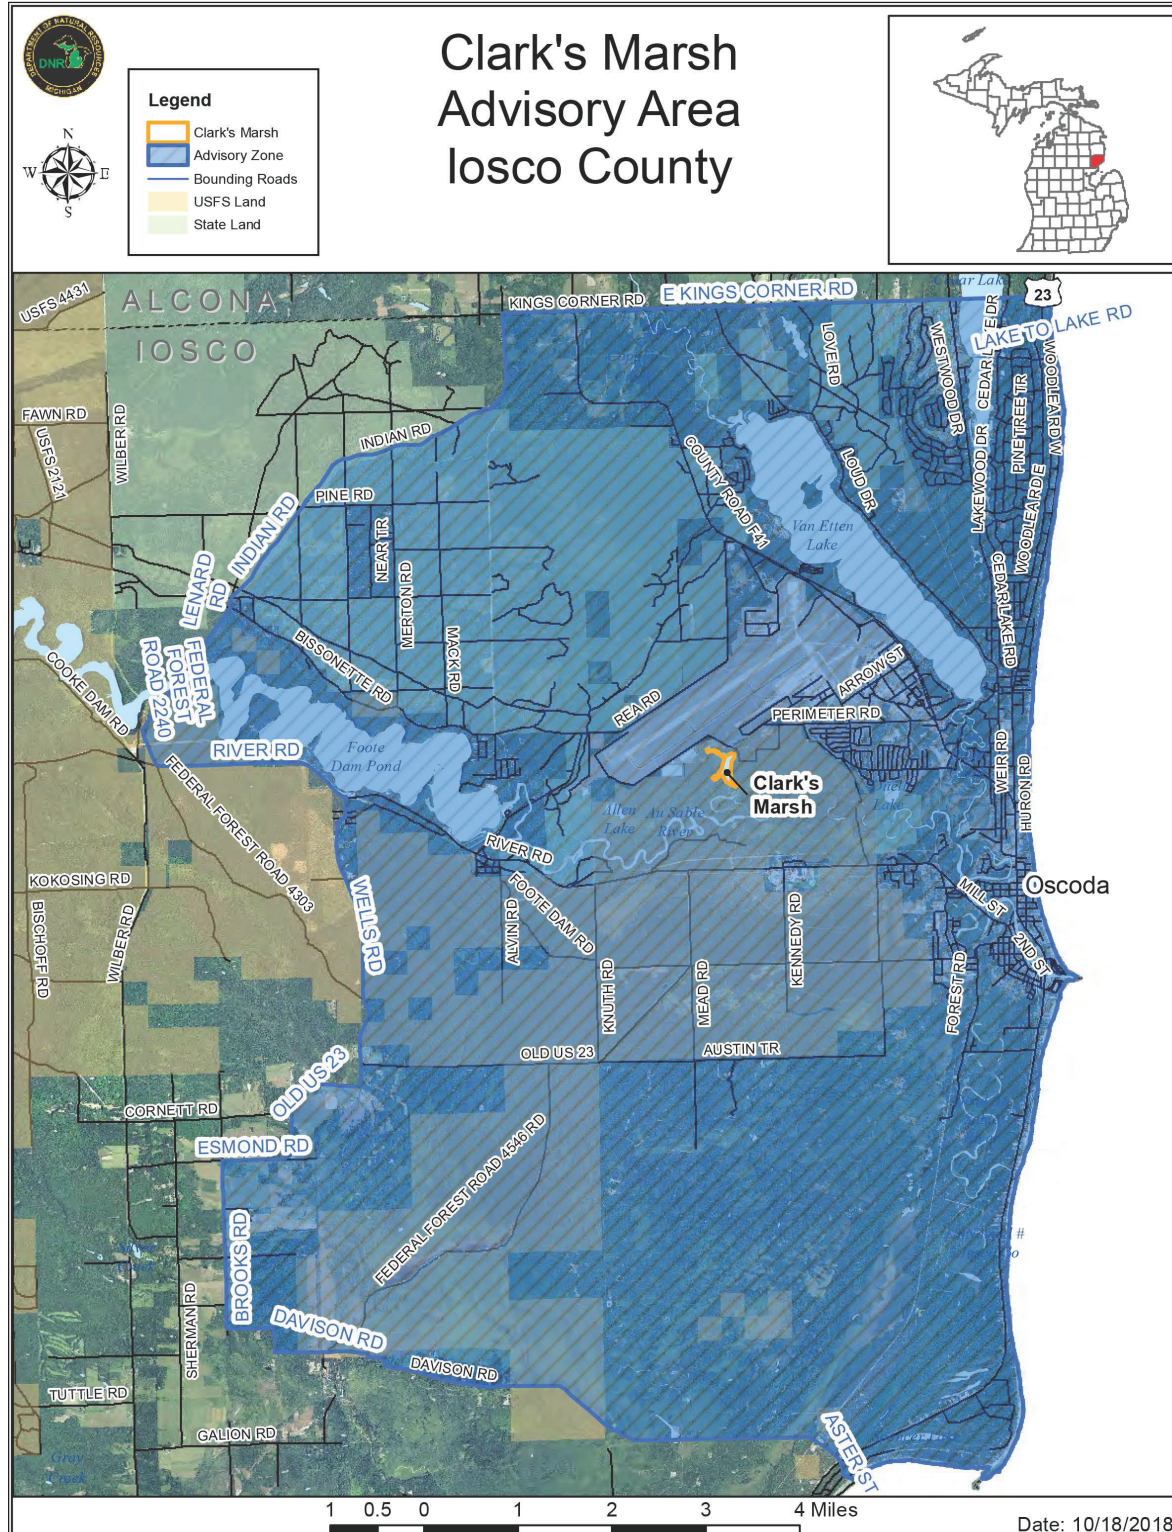 Clark's Marsh
Advisory Area
Iosco County
DEPARTMENT OF NATURAL RESOURCES
DNR
MICHIGAN
N
W
E
S
Legend
Clark's Marsh
Advisory Zone
Bounding Roads
USFS Land
State Land
USFS 4431
ALCONA
IOSCO
KINGS CORNER RD
E KINGS CORNER RD
23
LAKE TO LAKE RD
FAWN RD
USFS 2121
WILBER RD
INDIAN RD
PINE RD
INDIAN RD
LENARD
RD
NEAR TR
MERTON RD
MACK RD
BISSONETTE RD
COUNTY ROAD F41
LOVE RD
LOUD DR
WESTWOOD DR
LAKEWOOD DR
PINE TREE TR
WOODLEA RD W
WOODLEA RD E
CEDAR LAKE RD
Van Etten
Lake
COOKE DAM RD
FEDERAL
FOREST
ROAD 2240
RIVER RD
Foote
Dam Pond
REA RD
ARROW ST
PERIMETER RD
Clark's
Marsh
Allen
Lake
Au Sable
River
Lake
WEIR RD
HURON RD
FEDERAL FOREST ROAD 4303
RIVER RD
KOKOSING RD
BISCHOFF RD
WILBER RD
WELLS RD
ALVIN RD
FOOTE DAM RD
KNUTH RD
MEAD RD
KENNEDY RD
MILL ST
Oscoda
2ND ST
FOREST RD
OLD US 23
AUSTIN TR
OLD US 23
CORNETT RD
ESMOND RD
FEDERAL FOREST ROAD 4546 RD
BROOKS RD
SHERMAN RD
DAVISON RD
DAVISON RD
TUTTLE RD
GALION RD
Gray
Creek
ASTER ST
1 0.5 0 1 2 3 4 Miles
Date: 10/18/2018